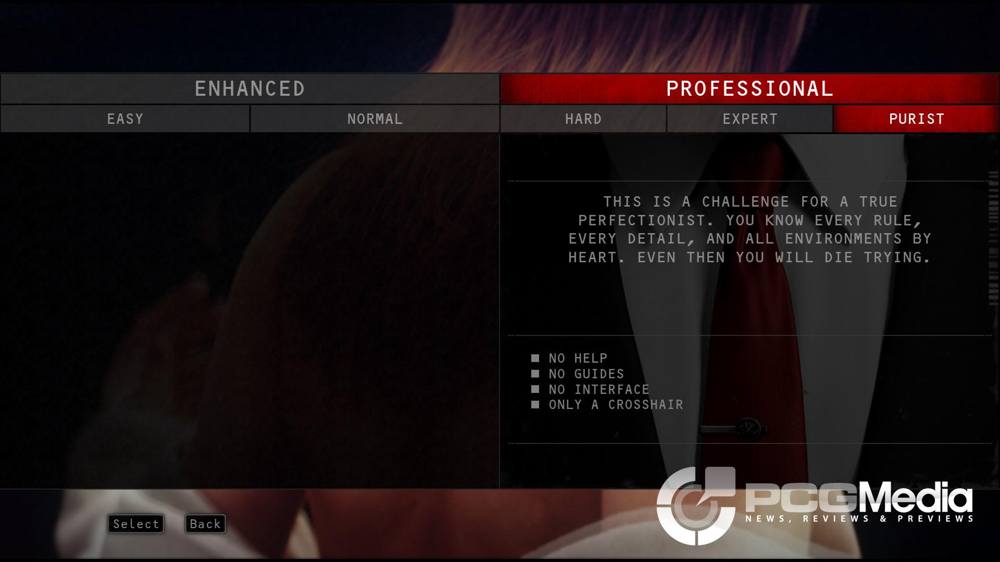 ENHANCED
PROFESSIONAL
EASY
NORMAL
HARD
EXPERT
PURIST
THIS IS A CHALLENGE FOR A TRUE
PERFECTIONIST. YOU KNOW EVERY RULE,
EVERY DETAIL, AND ALL ENVIRONMENTS BY
HEART. EVEN THEN YOU WILL DIE TRYING.
NO HELP
NO GUIDES
NO INTERFACE
ONLY A CROSSHAIR
Select
Back
PCGMedia
NEWS, REVIEWS & PREVIEWS